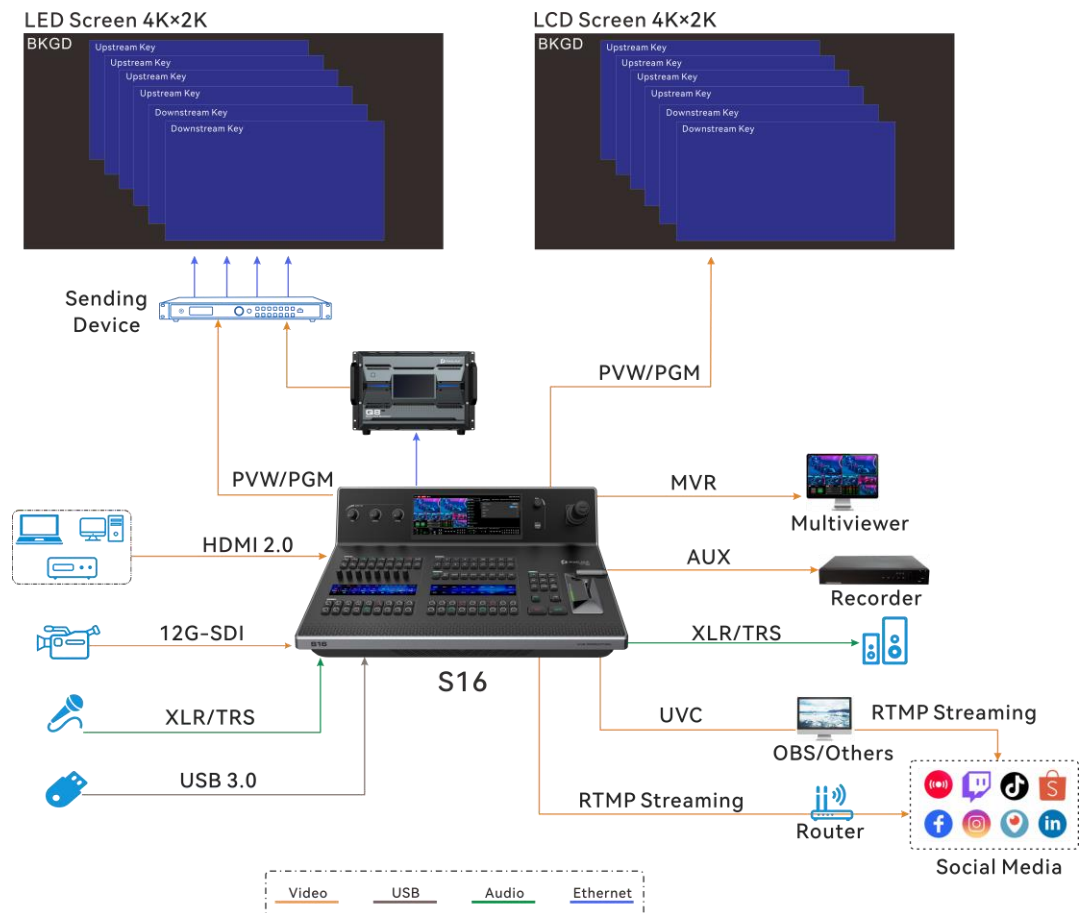 LED Screen 4K×2K
LCD Screen 4K×2K
BKGD
Upstream Key
Upstream Key
Upstream Key
Upstream Key
Downstream Key
Downstream Key
BKGD
Upstream Key
Upstream Key
Upstream Key
Upstream Key
Downstream Key
Downstream Key
Sending
Device
PVW/PGM
PVW/PGM
Q8
MVR
Multiviewer
HDMI 2.0
AUX
Recorder
12G-SDI
XLR/TRS
S16
S16
XLR/TRS
UVC
RTMP Streaming
OBS/Others
USB 3.0
RTMP Streaming
Router
Social Media
Video
USB
Audio
Ethernet